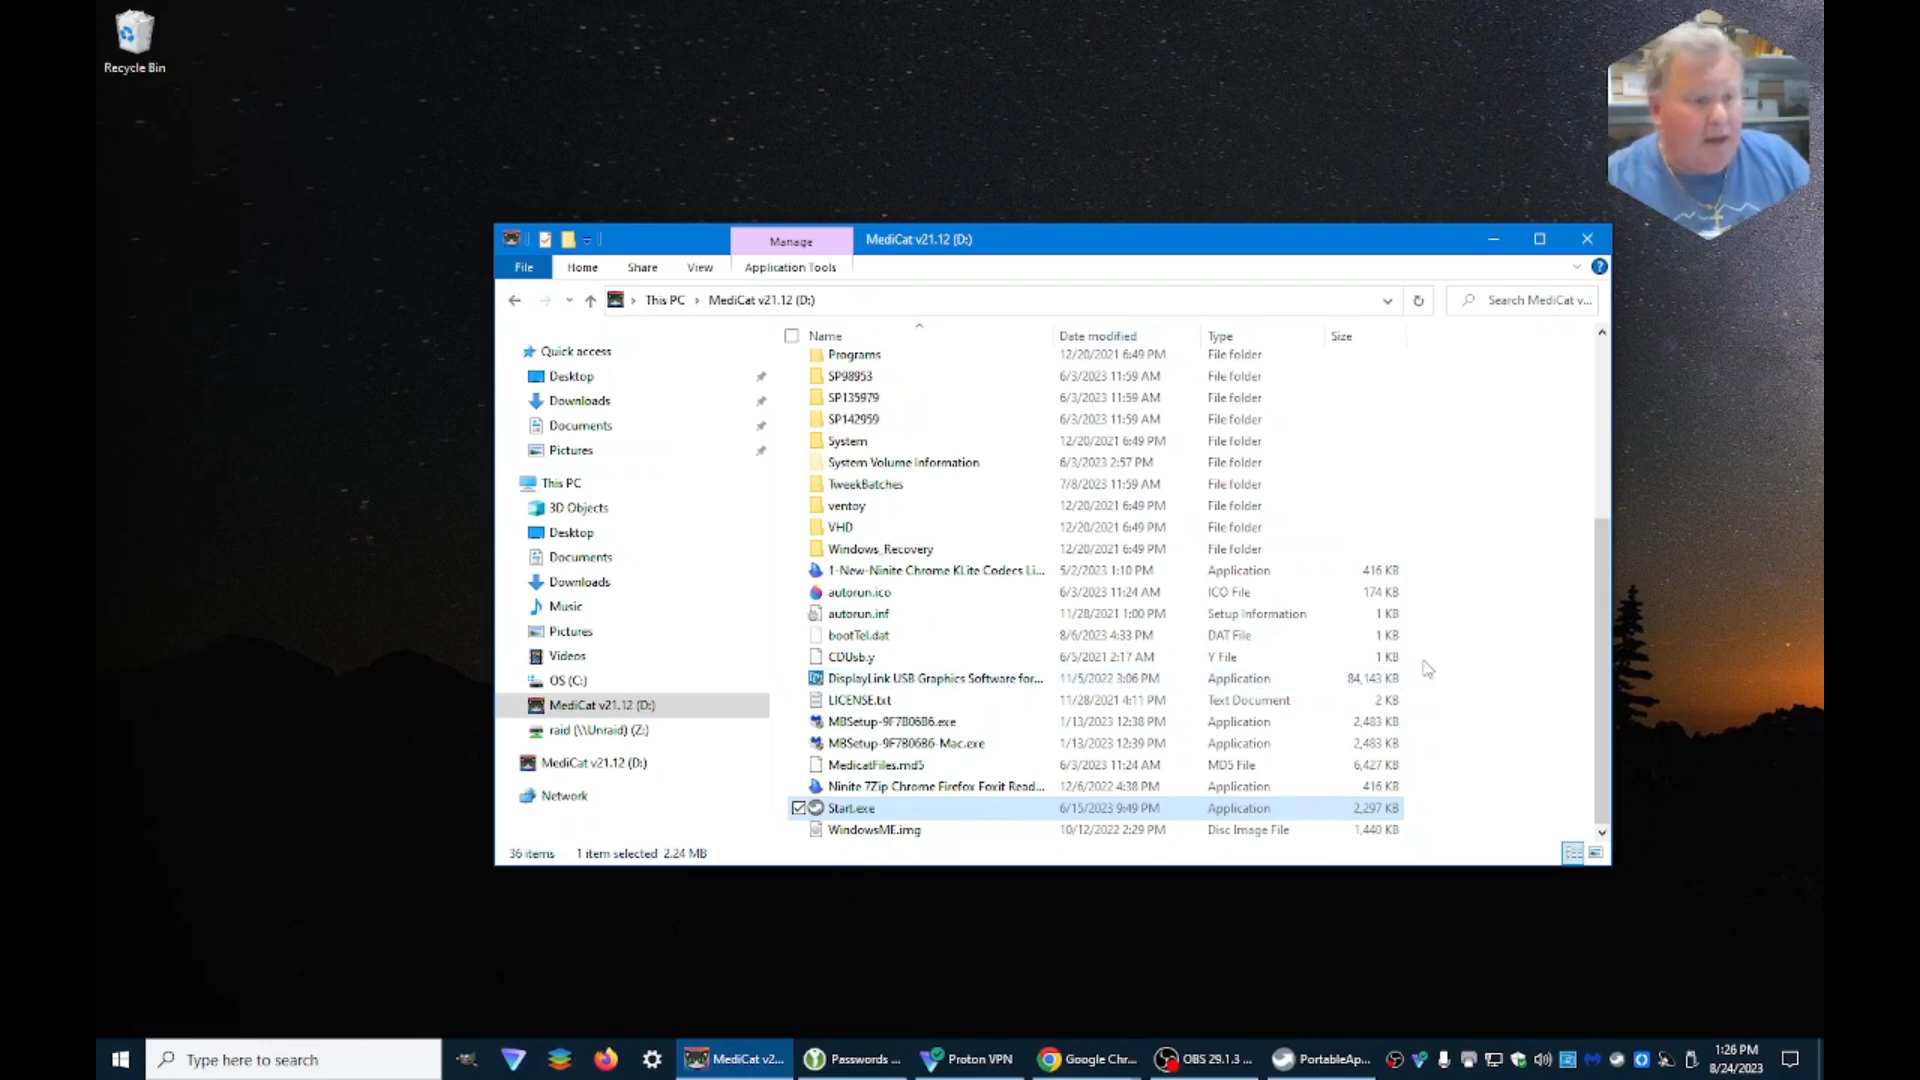 Recycle Bin
Manage
MediCat v21.12 (D:)
File
Home
Share
View
Application Tools
This PC
MediCat v21.12 (D:)
Search MediCat v...
Name
Date modified
Type
Size
Quick access
Desktop
Downloads
Documents
Pictures
This PC
3D Objects
Desktop
Documents
Downloads
Music
Pictures
Videos
OS (C:)
MediCat v21.12 (D:)
raid (\\Unraid) (Z:)
MediCat v21.12 (D:)
Network
Programs 12/20/2021 6:49 PM File folder
SP98953 6/3/2023 11:59 AM File folder
SP135979 6/3/2023 11:59 AM File folder
SP142959 6/3/2023 11:59 AM File folder
System 12/20/2021 6:49 PM File folder
System Volume Information 6/3/2023 2:57 PM File folder
TweekBatches 7/8/2023 11:59 AM File folder
ventoy 12/20/2021 6:49 PM File folder
VHD 12/20/2021 6:49 PM File folder
Windows_Recovery 12/20/2021 6:49 PM File folder
1-New-Ninite Chrome KLite Codecs Li... 5/2/2023 1:10 PM Application 416 KB
autorun.ico 6/3/2023 11:24 AM ICO File 174 KB
autorun.inf 11/28/2021 1:00 PM Setup Information 1 KB
bootTel.dat 8/6/2023 4:33 PM DAT File 1 KB
CDUsb.y 6/5/2021 2:17 AM Y File 1 KB
DisplayLink USB Graphics Software for... 11/5/2022 3:06 PM Application 84,143 KB
LICENSE.txt 11/28/2021 4:11 PM Text Document 2 KB
MBSetup-9F7B06B6.exe 1/13/2023 12:38 PM Application 2,483 KB
MBSetup-9F7B06B6-Mac.exe 1/13/2023 12:39 PM Application 2,483 KB
MedicatFiles.md5 6/3/2023 11:24 AM MD5 File 6,427 KB
Ninite 7Zip Chrome Firefox Foxit Read... 12/6/2022 4:38 PM Application 416 KB
Start.exe 6/15/2023 9:49 PM Application 2,297 KB
WindowsME.img 10/12/2022 2:29 PM Disc Image File 1,440 KB
36 items 1 item selected 2.24 MB
Type here to search
MediCat v2...
Passwords ...
Proton VPN
Google Chr...
OBS 29.1.3 ...
PortableAp...
1:26 PM
8/24/2023